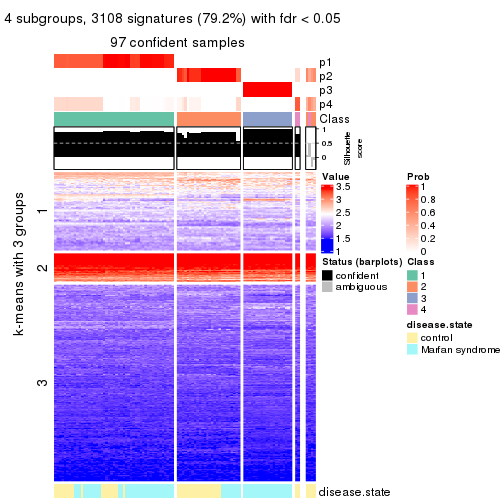 4 subgroups, 3108 signatures (79.2%) with fdr < 0.05
97 confident samples
p1
p2
p3
p4
Class
1
0.5
0
Silhouette
score
k-means with 3 groups
1
2
3
disease.state
Value
3.5
3
2.5
2
1.5
1
Prob
1
0.8
0.6
0.4
0.2
0
Status (barplots)
confident
ambiguous
Class
1
2
3
4
disease.state
control
Marfan syndrome